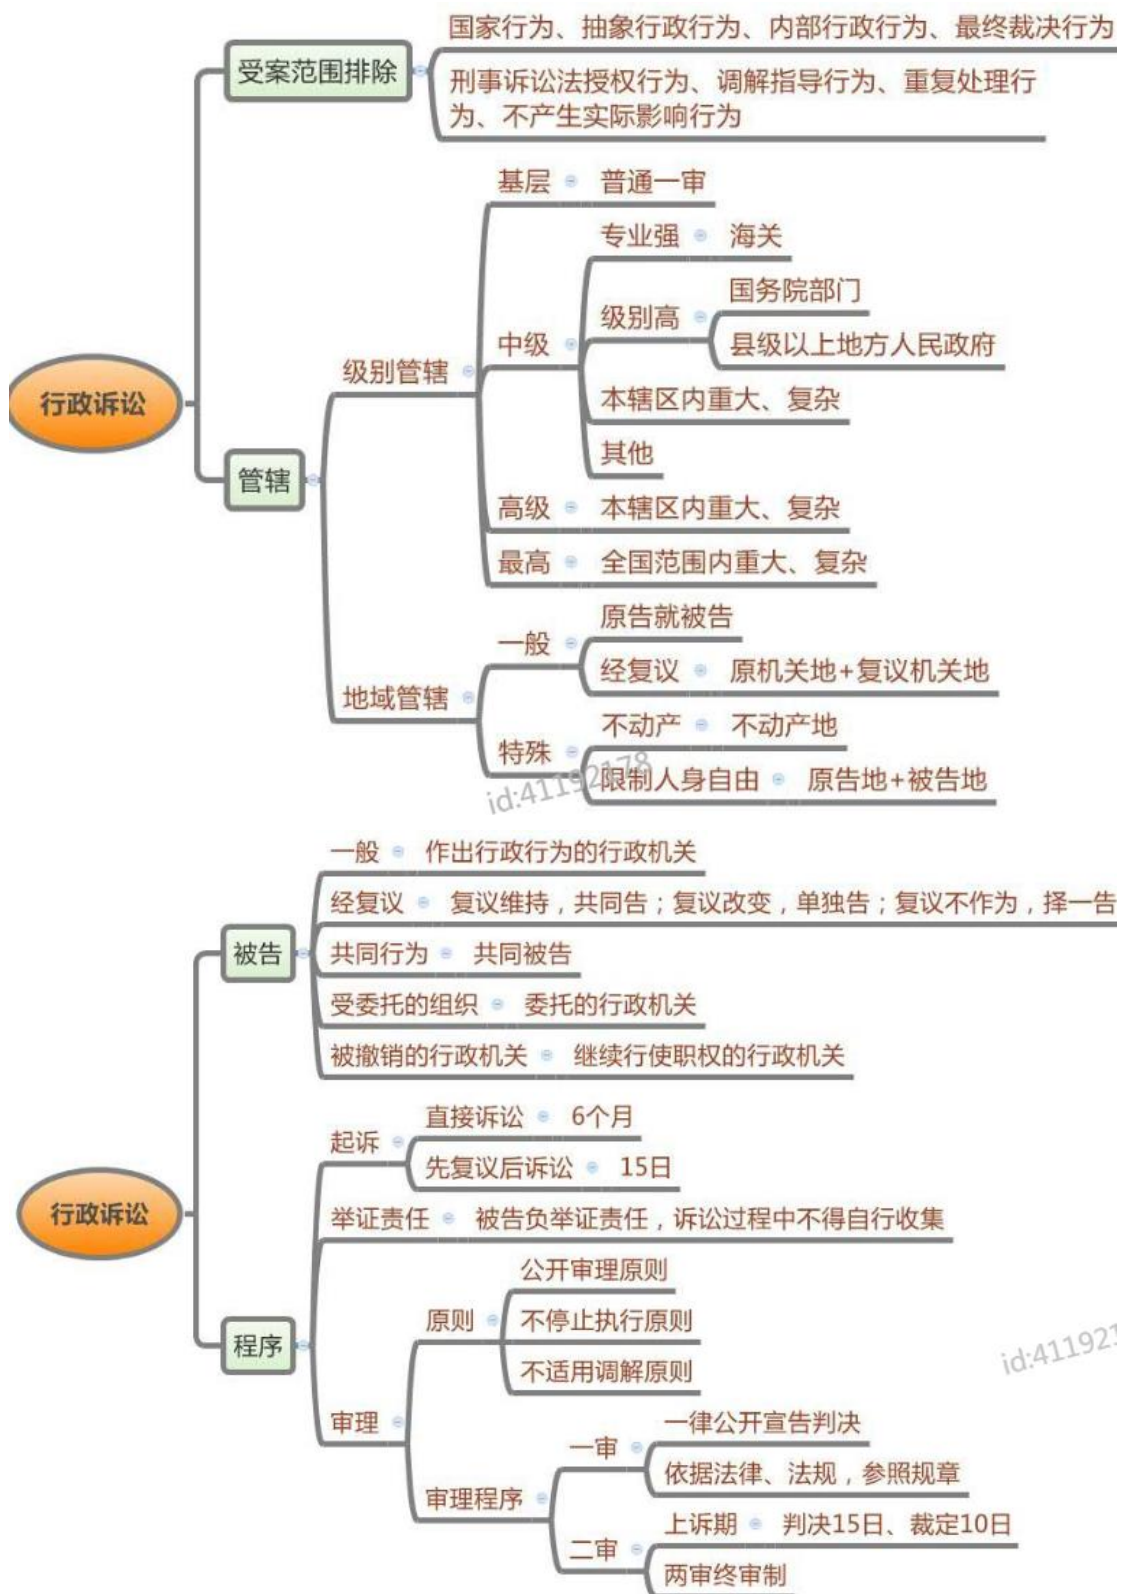 国家行为、抽象行政行为、内部行政行为、最终裁决行为
受案范围排除
刑事诉讼法授权行为、调解指导行为、重复处理行
为、不产生实际影响行为
基层 普通一审
专业强 海关
国务院部门
级别高
中级
县级以上地方人民政府
级别管辖
行政诉讼
本辖区内重大、复杂
其他
管辖
高级 本辖区内重大、复杂
最高 全国范围内重大、复杂
原告就被告
一般
经复议 原机关地+复议机关地
地域管辖
不动产 不动产地
特殊
限制人身自由 原告地+被告地
id:41192178
一般 作出行政行为的行政机关
经复议 复议维持，共同告；复议改变，单独告；复议不作为，择一告
被告
共同行为 共同被告
受委托的组织 委托的行政机关
被撤销的行政机关 继续行使职权的行政机关
直接诉讼 6个月
起诉
先复议后诉讼 15日
行政诉讼
举证责任 被告负举证责任，诉讼过程中不得自行收集
公开审理原则
原则
不停止执行原则
程序
id:411921
不适用调解原则
审理
一律公开宣告判决
一审
依据法律、法规，参照规章
审理程序
上诉期 判决15日、裁定10日
二审
两审终审制